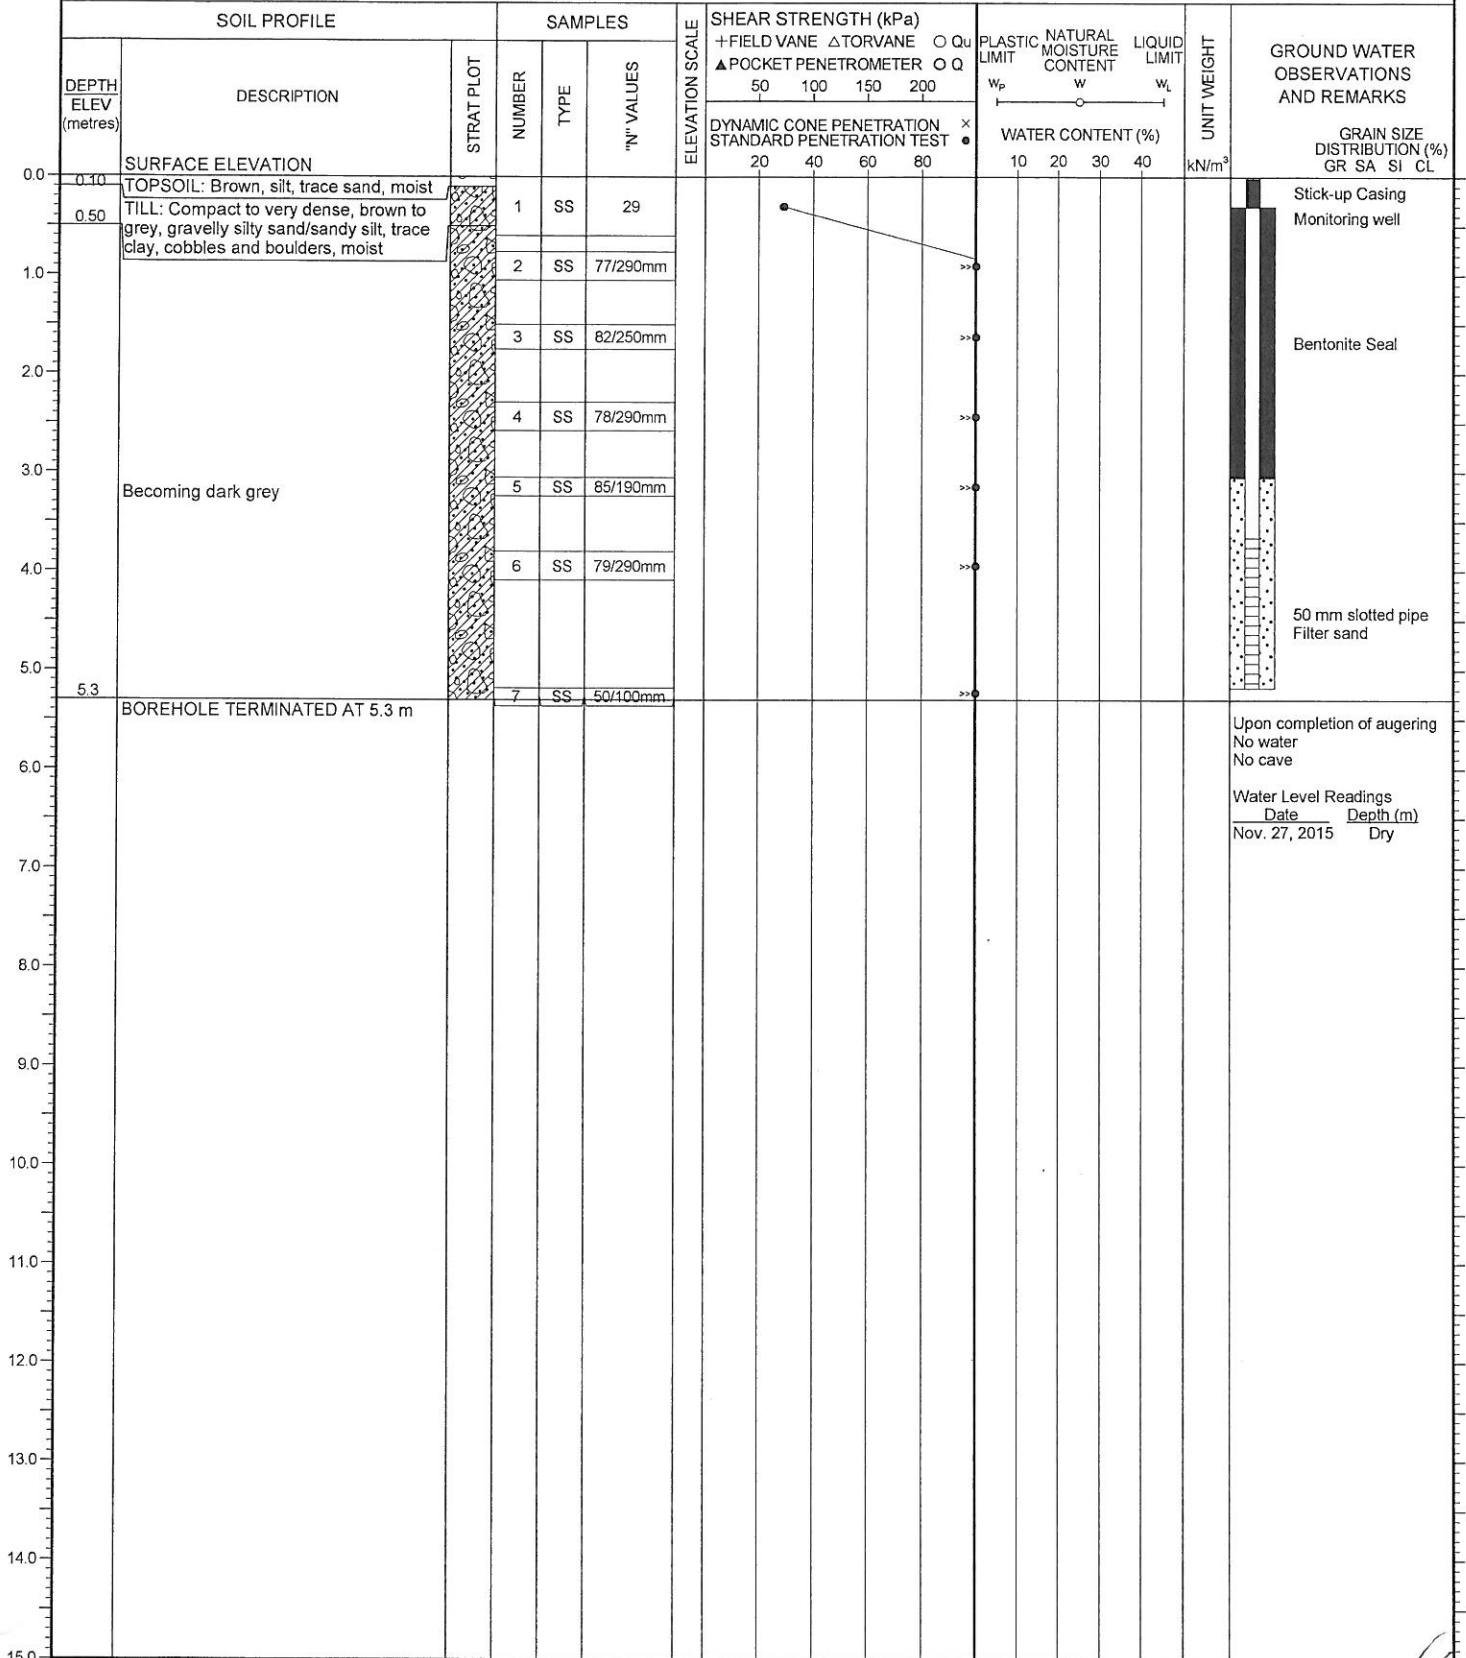 SOIL PROFILE
SAMPLES
DEPTH
ELEV
(metres)
DESCRIPTION
STRAT PLOT
NUMBER
TYPE
"N" VALUES
ELEVATION SCALE
SHEAR STRENGTH (kPa)
+FIELD VANE △TORVANE ○ Qu
▲POCKET PENETROMETER ○ Q
50 100 150 200
DYNAMIC CONE PENETRATION ×
STANDARD PENETRATION TEST ●
20 40 60 80
PLASTIC LIMIT
NATURAL MOISTURE CONTENT
LIQUID LIMIT
WP W WL
WATER CONTENT (%)
10 20 30 40
UNIT WEIGHT
kN/m³
GROUND WATER
OBSERVATIONS
AND REMARKS
GRAIN SIZE
DISTRIBUTION (%)
GR SA SI CL
SURFACE ELEVATION
0.0
0.10
TOPSOIL: Brown, silt, trace sand, moist
0.50
TILL: Compact to very dense, brown to
grey, gravelly silty sand/sandy silt, trace
clay, cobbles and boulders, moist
1 SS 29
Stick-up Casing
Monitoring well
1.0
2 SS 77/290mm
>>
3 SS 82/250mm
>>
Bentonite Seal
2.0
4 SS 78/290mm
>>
3.0
Becoming dark grey
5 SS 85/190mm
>>
4.0
6 SS 79/290mm
>>
50 mm slotted pipe
Filter sand
5.0
5.3
7 SS 50/100mm
>>
BOREHOLE TERMINATED AT 5.3 m
Upon completion of augering
No water
No cave
6.0
Water Level Readings
Date Depth (m)
Nov. 27, 2015 Dry
7.0
8.0
9.0
10.0
11.0
12.0
13.0
14.0
15.0